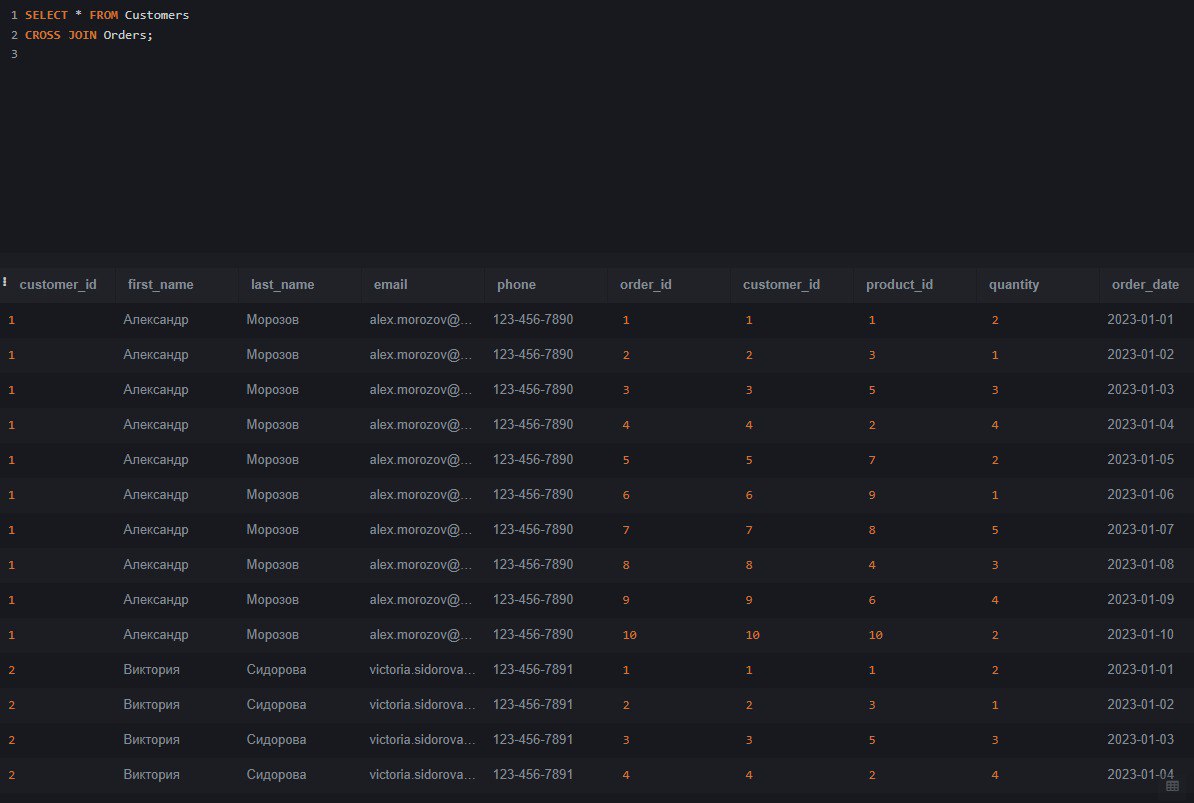 1 SELECT * FROM Customers
2 CROSS JOIN Orders;
3
customer_id first_name last_name email phone order_id customer_id product_id quantity order_date
1 Александр Морозов alex.morozov@... 123-456-7890 1 1 1 2 2023-01-01
1 Александр Морозов alex.morozov@... 123-456-7890 2 2 3 1 2023-01-02
1 Александр Морозов alex.morozov@... 123-456-7890 3 3 5 3 2023-01-03
1 Александр Морозов alex.morozov@... 123-456-7890 4 4 2 4 2023-01-04
1 Александр Морозов alex.morozov@... 123-456-7890 5 5 7 2 2023-01-05
1 Александр Морозов alex.morozov@... 123-456-7890 6 6 9 1 2023-01-06
1 Александр Морозов alex.morozov@... 123-456-7890 7 7 8 5 2023-01-07
1 Александр Морозов alex.morozov@... 123-456-7890 8 8 4 3 2023-01-08
1 Александр Морозов alex.morozov@... 123-456-7890 9 9 6 4 2023-01-09
1 Александр Морозов alex.morozov@... 123-456-7890 10 10 10 2 2023-01-10
2 Виктория Сидорова victoria.sidorova... 123-456-7891 1 1 1 2 2023-01-01
2 Виктория Сидорова victoria.sidorova... 123-456-7891 2 2 3 1 2023-01-02
2 Виктория Сидорова victoria.sidorova... 123-456-7891 3 3 5 3 2023-01-03
2 Виктория Сидорова victoria.sidorova... 123-456-7891 4 4 2 4 2023-01-04